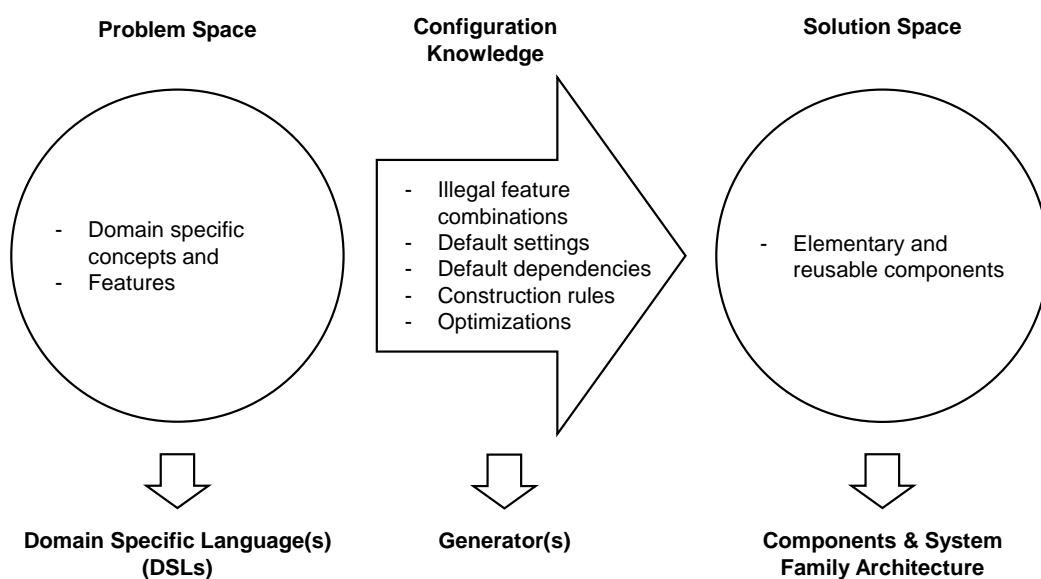 Problem Space
Configuration
Knowledge
Solution Space
- Domain specific
concepts and
- Features
- Illegal feature
combinations
- Default settings
- Default dependencies
- Construction rules
- Optimizations
- Elementary and
reusable components
Domain Specific Language(s)
(DSLs)
Generator(s)
Components & System
Family Architecture